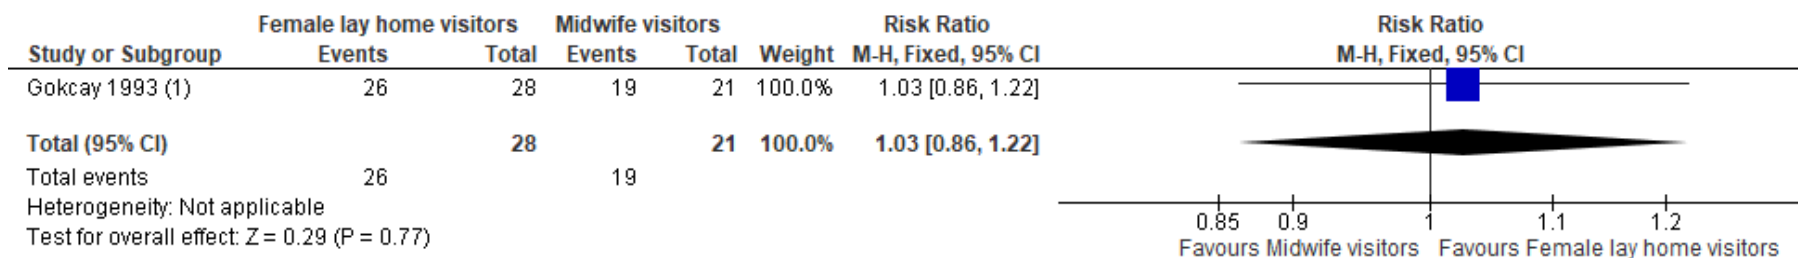 Female lay home visitors Midwife visitors Risk Ratio Risk Ratio
Study or Subgroup Events Total Events Total Weight M-H, Fixed, 95% CI M-H, Fixed, 95% CI
Gokcay 1993 (1) 26 28 19 21 100.0% 1.03 [0.86, 1.22]
Total (95% CI) 28 21 100.0% 1.03 [0.86, 1.22]
Total events 26 19
Heterogeneity: Not applicable
Test for overall effect: Z = 0.29 (P = 0.77)
0.85 0.9 1 1.1 1.2
Favours Midwife visitors Favours Female lay home visitors